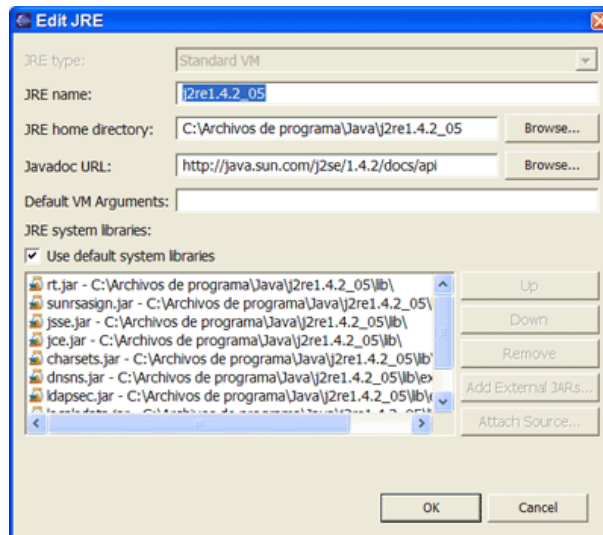 Edit JRE
JRE type: Standard VM
JRE name: j2re1.4.2_05
JRE home directory: C:\Archivos de programa\Java\j2re1.4.2_05 Browse...
Javadoc URL: http://java.sun.com/j2se/1.4.2/docs/api Browse...
Default VM Arguments:
JRE system libraries:
Use default system libraries
rt.jar - C:\Archivos de programa\Java\j2re1.4.2_05\lib\ Up
sunrsasign.jar - C:\Archivos de programa\Java\j2re1.4.2_05\
jsse.jar - C:\Archivos de programa\Java\j2re1.4.2_05\lib\ Down
jce.jar - C:\Archivos de programa\Java\j2re1.4.2_05\lib\
charsets.jar - C:\Archivos de programa\Java\j2re1.4.2_05\lib\ Remove
dnsns.jar - C:\Archivos de programa\Java\j2re1.4.2_05\lib\ex
ldapsec.jar - C:\Archivos de programa\Java\j2re1.4.2_05\lib\e Add External JARs...
Attach Source...
OK Cancel